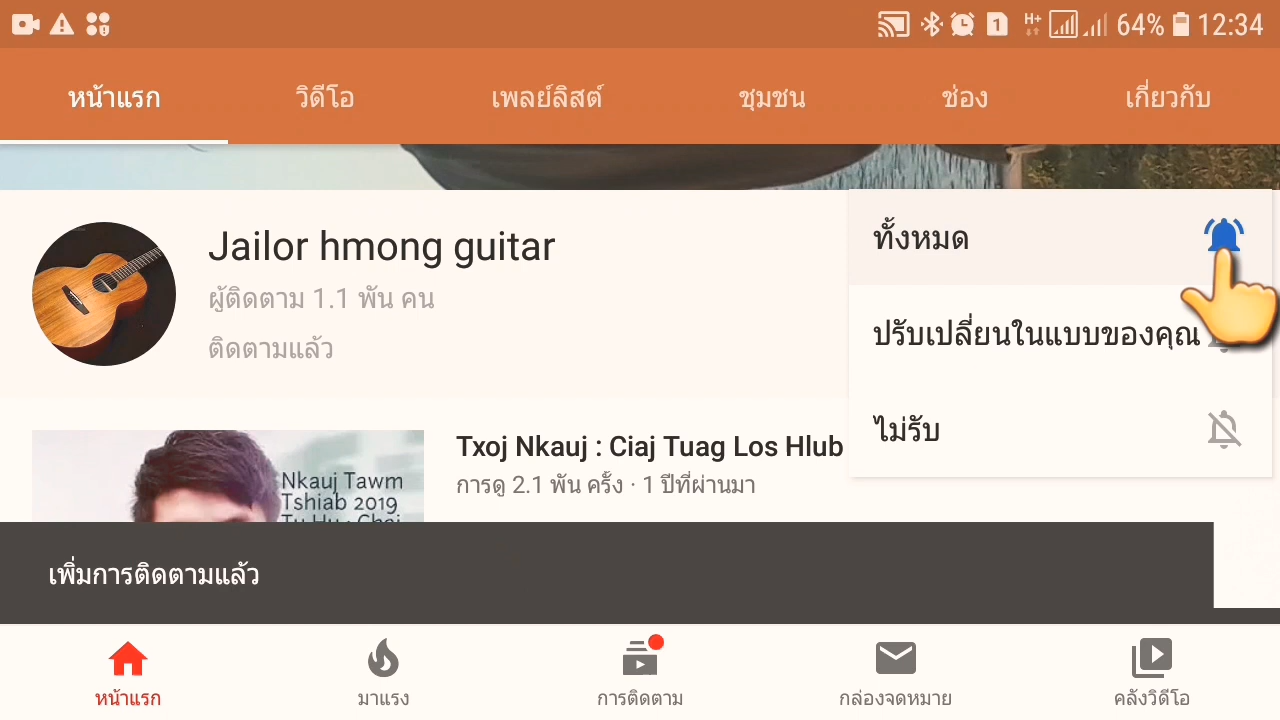 H+ 64% 12:34
หน้าแรก วิดีโอ เพลย์ลิสต์ ชุมชน ช่อง เกี่ยวกับ
Jailor hmong guitar
ผู้ติดตาม 1.1 พัน คน
ติดตามแล้ว
ทั้งหมด
ปรับเปลี่ยนในแบบของคุณ
ไม่รับ
Nkauj Tawm
Tshiab 2019
Tu Hu : Chai
Txoj Nkauj : Ciaj Tuag Los Hlub
การดู 2.1 พัน ครั้ง · 1 ปีที่ผ่านมา
เพิ่มการติดตามแล้ว
หน้าแรก มาแรง การติดตาม กล่องจดหมาย คลังวิดีโอ